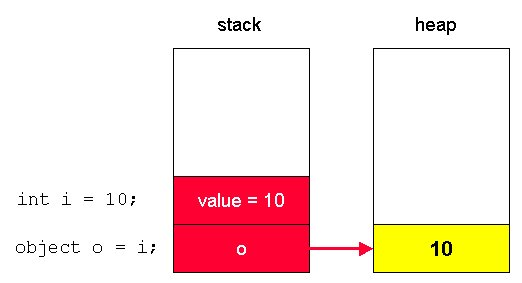 stack heap
int i = 10; value = 10
object o = i; o 10